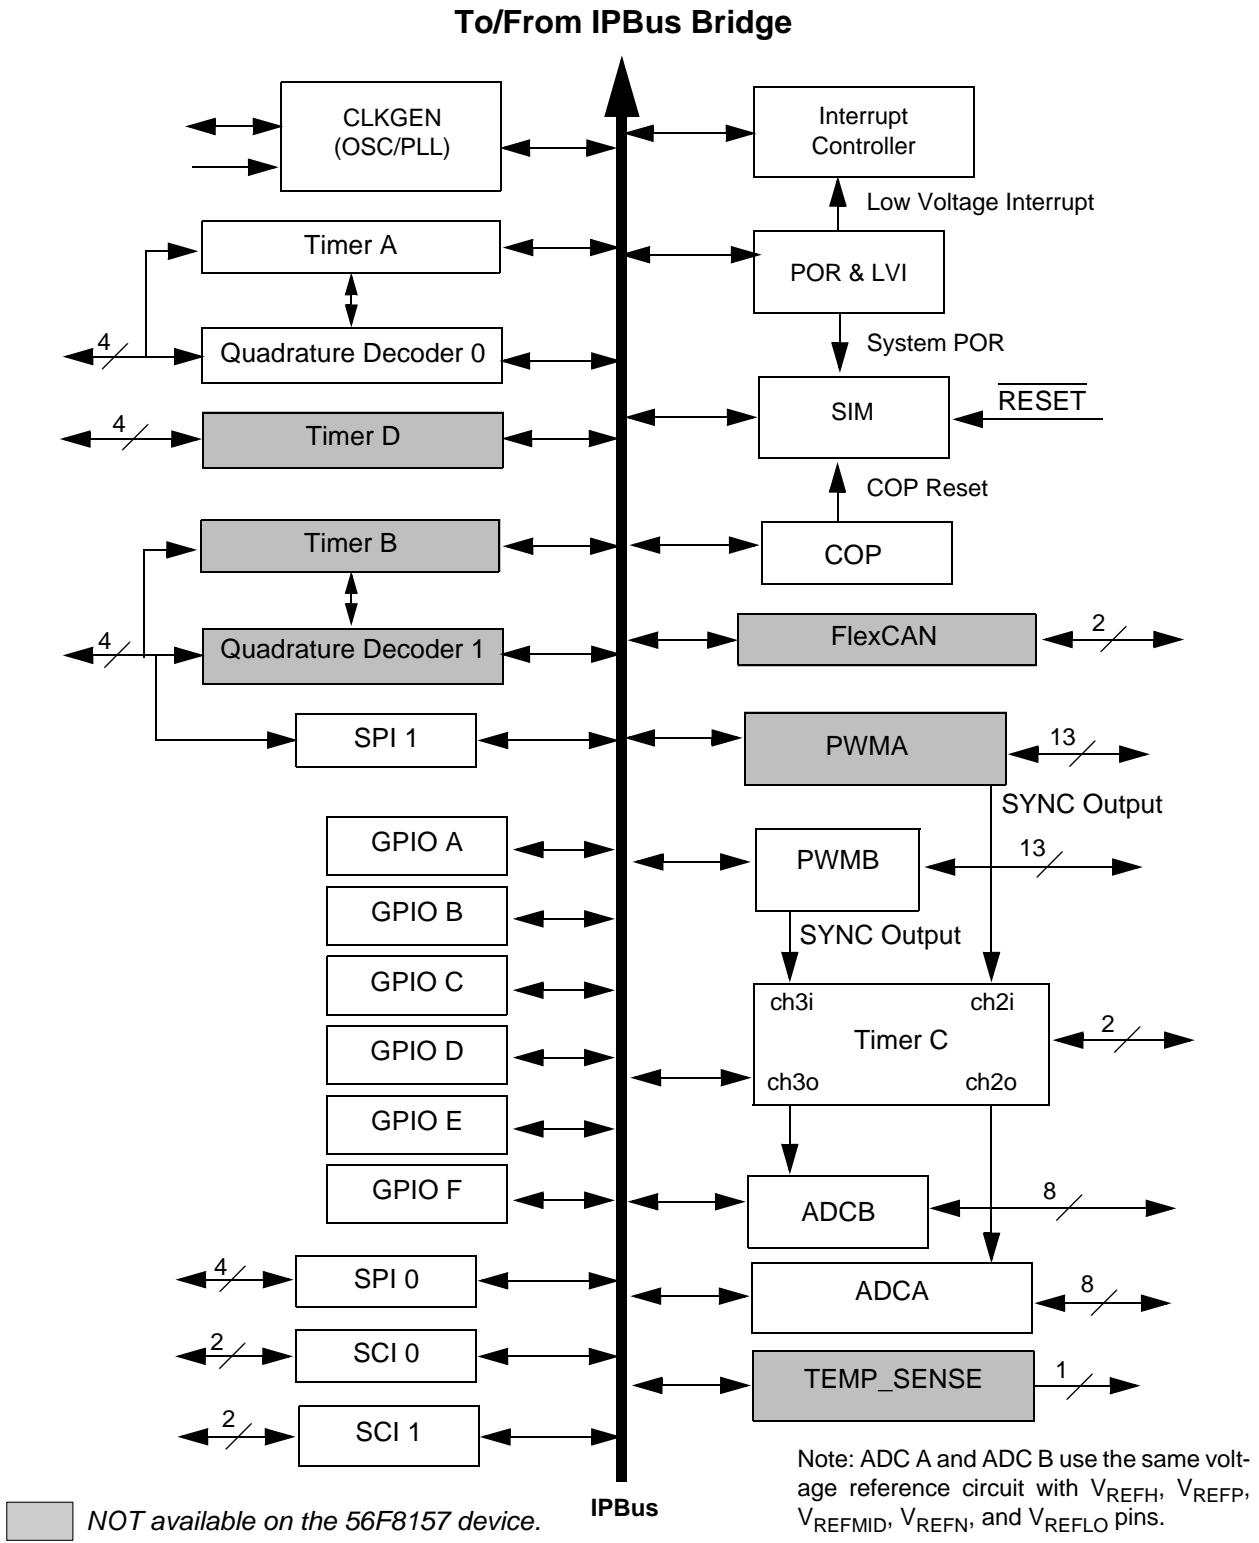 To/From IPBus Bridge
CLKGEN
(OSC/PLL)
Interrupt
Controller
Low Voltage Interrupt
Timer A
POR & LVI
4
Quadrature Decoder 0
System POR
SIM
RESET
4
Timer D
COP Reset
Timer B
COP
4
Quadrature Decoder 1
FlexCAN
2
SPI 1
PWMA
13
SYNC Output
GPIO A
PWMB
13
GPIO B
SYNC Output
GPIO C
ch3i
ch2i
Timer C
2
GPIO D
ch3o
ch2o
GPIO E
GPIO F
ADCB
8
4
SPI 0
ADCA
8
2
SCI 0
TEMP_SENSE
1
2
SCI 1
Note: ADC A and ADC B use the same volt-
age reference circuit with VREFH, VREFP,
VREFMID, VREFN, and VREFLO pins.
IPBus
NOT available on the 56F8157 device.